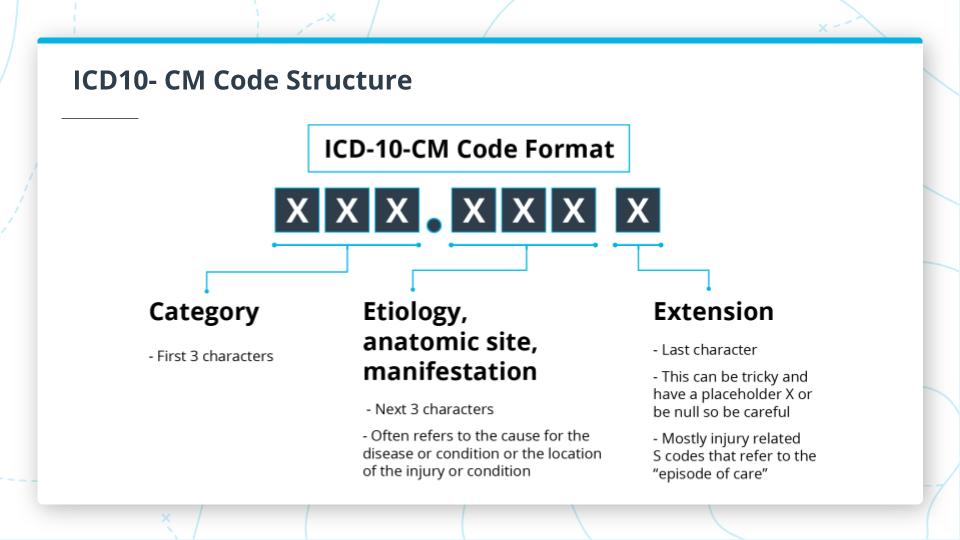 ICD10- CM Code Structure
ICD-10-CM Code Format
X X X . X X X X
Category
- First 3 characters
Etiology,
anatomic site,
manifestation
- Next 3 characters
- Often refers to the cause for the
disease or condition or the location
of the injury or condition
Extension
- Last character
- This can be tricky and
have a placeholder X or
be null so be careful
- Mostly injury related
S codes that refer to the
“episode of care”